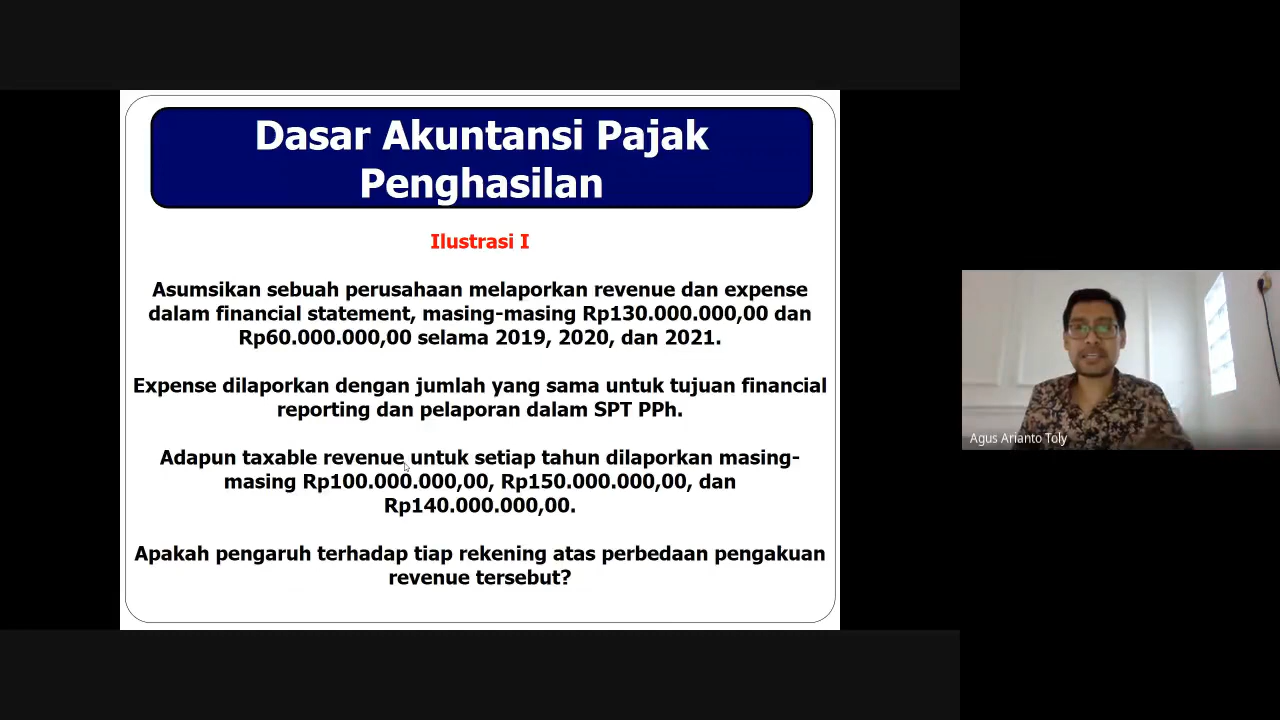 Dasar Akuntansi Pajak
Penghasilan
Ilustrasi I
Asumsikan sebuah perusahaan melaporkan revenue dan expense
dalam financial statement, masing-masing Rp130.000.000,00 dan
Rp60.000.000,00 selama 2019, 2020, dan 2021.
Expense dilaporkan dengan jumlah yang sama untuk tujuan financial
reporting dan pelaporan dalam SPT PPh.
Adapun taxable revenue untuk setiap tahun dilaporkan masing-
masing Rp100.000.000,00, Rp150.000.000,00, dan
Rp140.000.000,00.
Apakah pengaruh terhadap tiap rekening atas perbedaan pengakuan
revenue tersebut?
Agus Arianto Toly